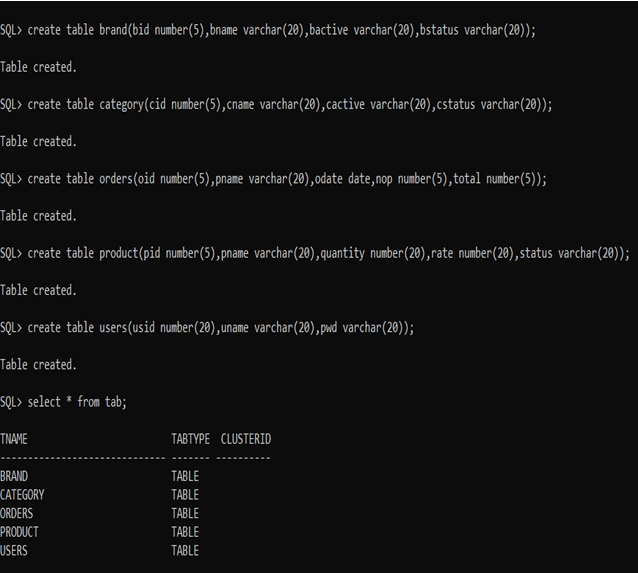 SQL> create table brand(bid number(5),bname varchar(20),bactive varchar(20),bstatus varchar(20));
Table created.
SQL> create table category(cid number(5),cname varchar(20),cactive varchar(20),cstatus varchar(20));
Table created.
SQL> create table orders(oid number(5),pname varchar(20),odate date,nop number(5),total number(5));
Table created.
SQL> create table product(pid number(5),pname varchar(20),quantity number(20),rate number(20),status varchar(20));
Table created.
SQL> create table users(usid number(20),uname varchar(20),pwd varchar(20));
Table created.
SQL> select * from tab;
TNAME TABTYPE CLUSTERID
------------------------------ ------- ----------
BRAND TABLE
CATEGORY TABLE
ORDERS TABLE
PRODUCT TABLE
USERS TABLE